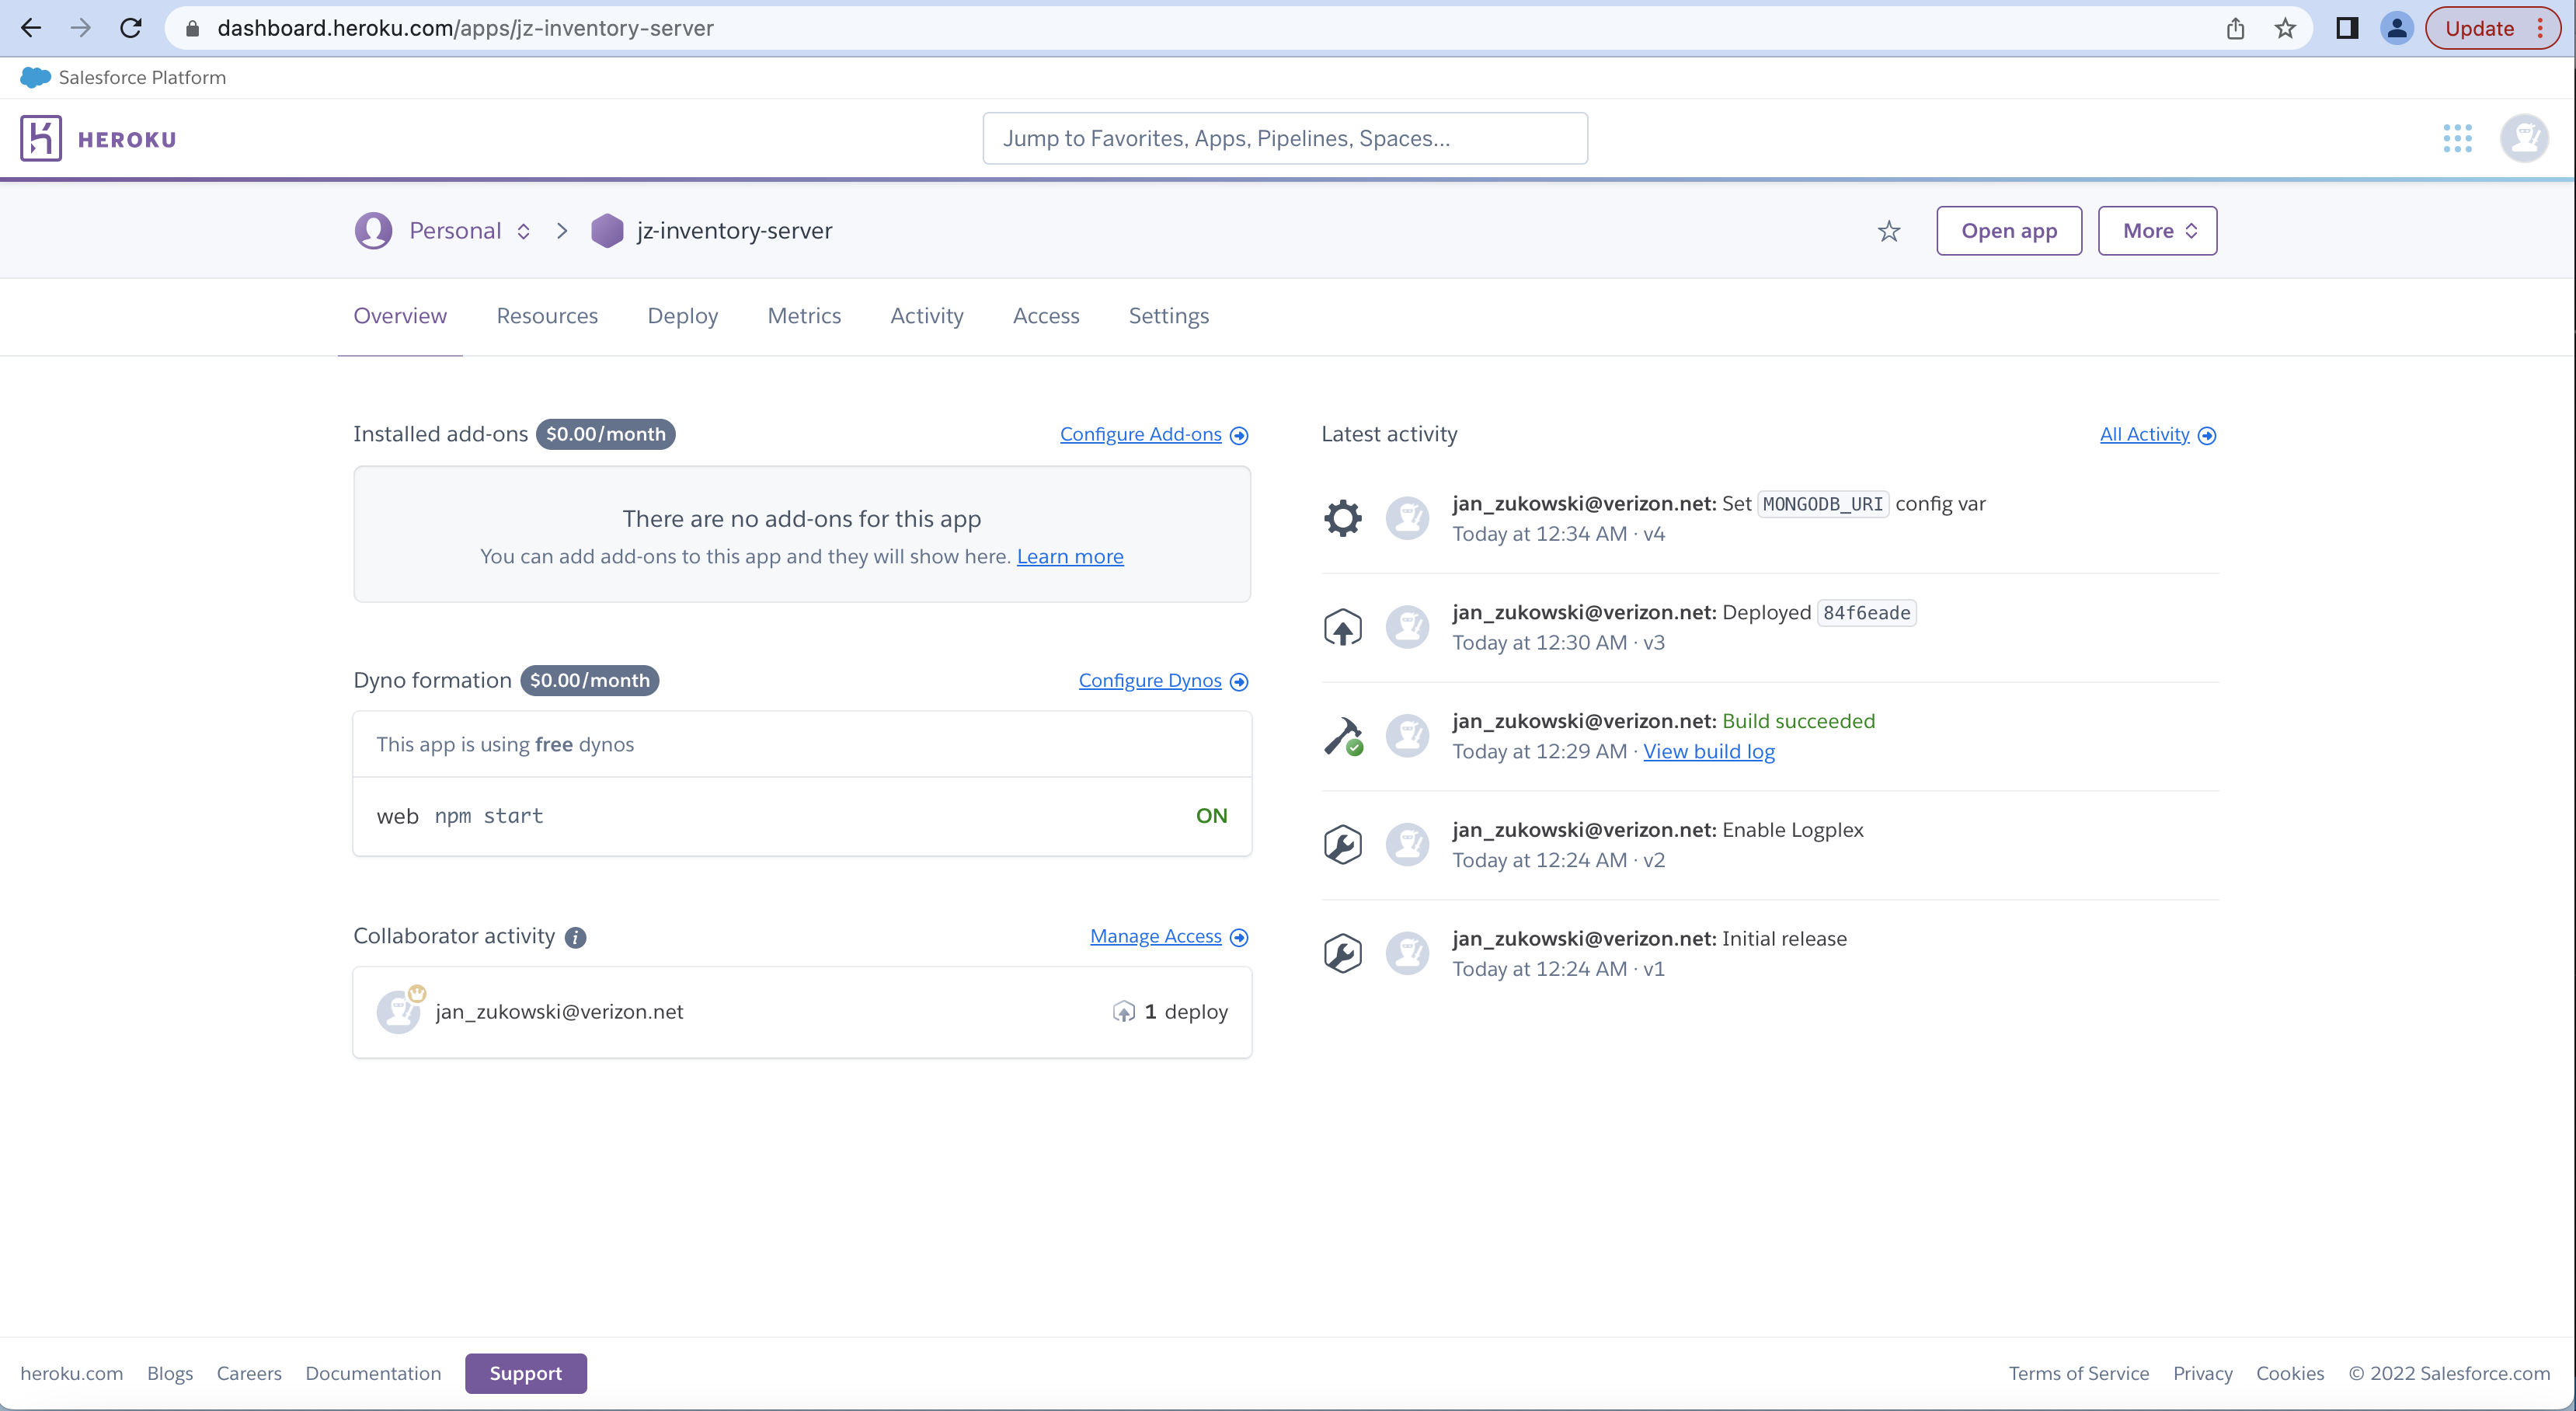 dashboard.heroku.com/apps/jz-inventory-server
Update
Salesforce Platform
HEROKU
Jump to Favorites, Apps, Pipelines, Spaces...
Personal
jz-inventory-server
Open app
More
Overview Resources Deploy Metrics Activity Access Settings
Installed add-ons $0.00/month Configure Add-ons
There are no add-ons for this app
You can add add-ons to this app and they will show here. Learn more
Dyno formation $0.00/month Configure Dynos
This app is using free dynos
web npm start ON
Collaborator activity Manage Access
jan_zukowski@verizon.net 1 deploy
Latest activity All Activity
jan_zukowski@verizon.net: Set MONGODB_URI config var
Today at 12:34 AM · v4
jan_zukowski@verizon.net: Deployed 84f6eade
Today at 12:30 AM · v3
jan_zukowski@verizon.net: Build succeeded
Today at 12:29 AM · View build log
jan_zukowski@verizon.net: Enable Logplex
Today at 12:24 AM · v2
jan_zukowski@verizon.net: Initial release
Today at 12:24 AM · v1
heroku.com Blogs Careers Documentation Support Terms of Service Privacy Cookies © 2022 Salesforce.com